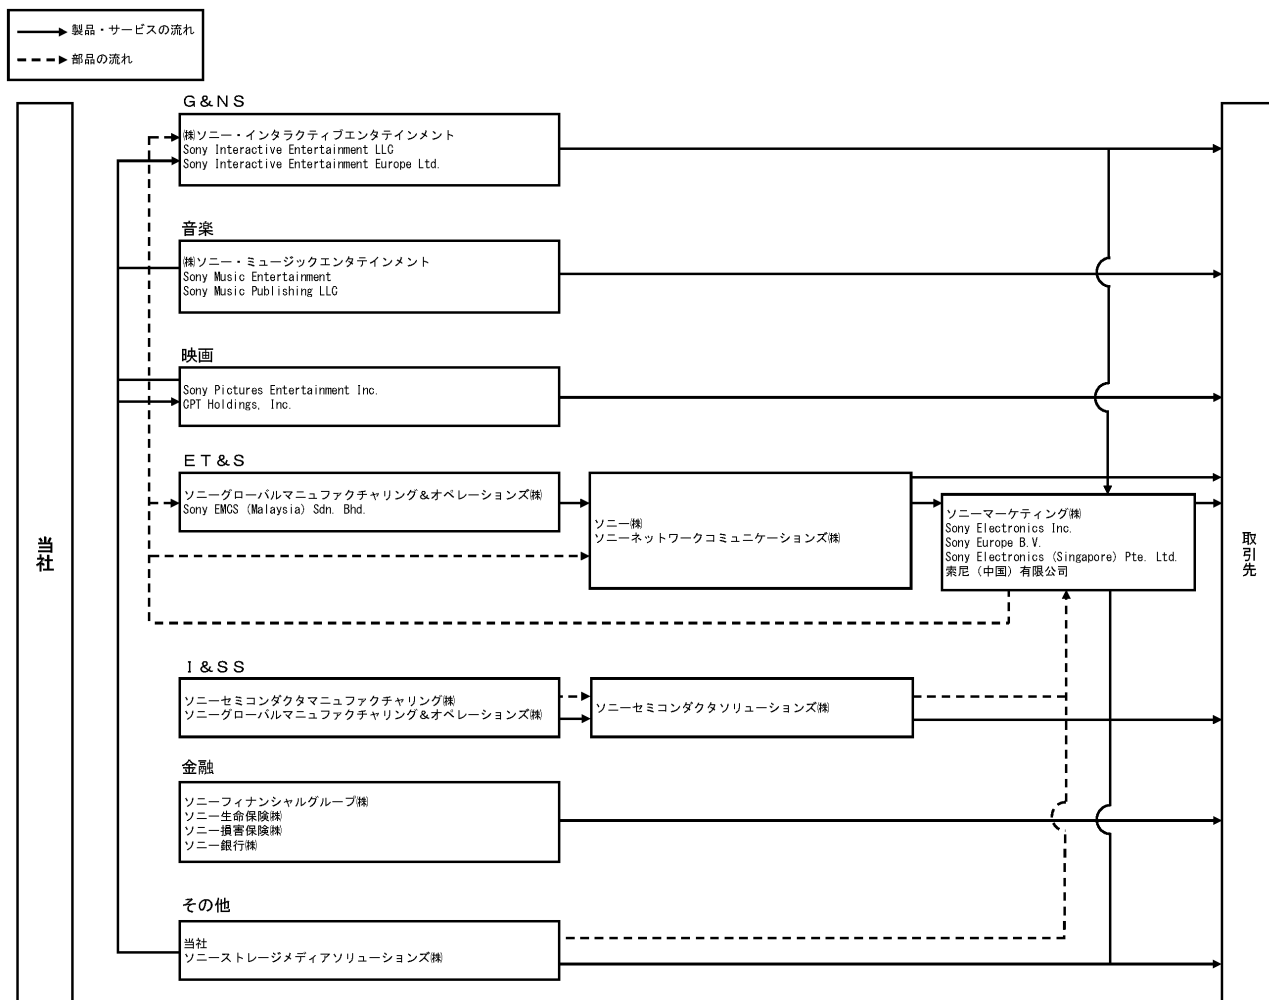 製品・サービスの流れ
部品の流れ
G&NS
㈱ソニー・インタラクティブエンタテインメント
Sony Interactive Entertainment LLC
Sony Interactive Entertainment Europe Ltd.
音楽
㈱ソニー・ミュージックエンタテインメント
Sony Music Entertainment
Sony Music Publishing LLC
映画
Sony Pictures Entertainment Inc.
CPT Holdings, Inc.
ET&S
ソニーグローバルマニュファクチャリング&オペレーションズ㈱
Sony EMCS (Malaysia) Sdn. Bhd.
ソニー㈱
ソニーネットワークコミュニケーションズ㈱
ソニーマーケティング㈱
Sony Electronics Inc.
Sony Europe B.V.
Sony Electronics (Singapore) Pte. Ltd.
索尼（中国）有限公司
当社
取引先
I&SS
ソニーセミコンダクタマニュファクチャリング㈱
ソニーグローバルマニュファクチャリング&オペレーションズ㈱
ソニーセミコンダクタソリューションズ㈱
金融
ソニーフィナンシャルグループ㈱
ソニー生命保険㈱
ソニー損害保険㈱
ソニー銀行㈱
その他
当社
ソニーストレージメディアソリューションズ㈱